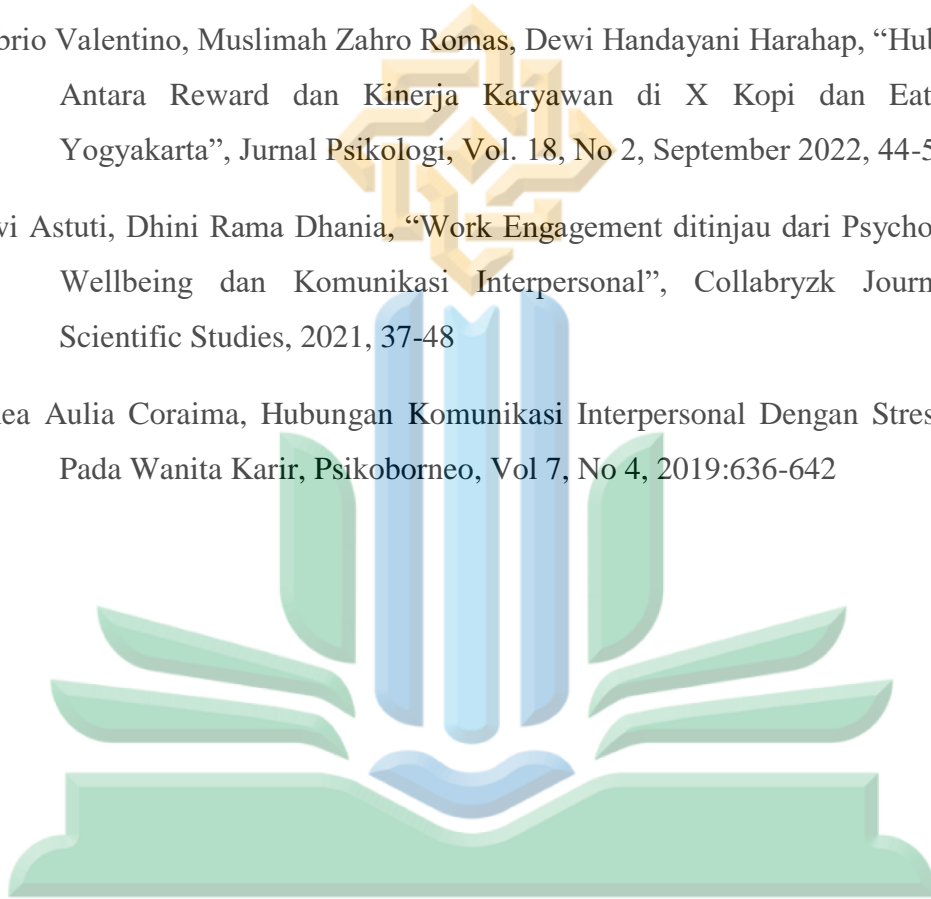 brio Valentino, Muslimah Zahro Romas, Dewi Handayani Harahap, “Hub
Antara Reward dan Kinerja Karyawan di X Kopi dan Eat
Yogyakarta”, Jurnal Psikologi, Vol. 18, No 2, September 2022, 44-5
vi Astuti, Dhini Rama Dhania, “Work Engagement ditinjau dari Psycho
Wellbeing dan Komunikasi Interpersonal”, Collabryzk Journ
Scientific Studies, 2021, 37-48
ea Aulia Coraima, Hubungan Komunikasi Interpersonal Dengan Stres
Pada Wanita Karir, Psikoborneo, Vol 7, No 4, 2019:636-642